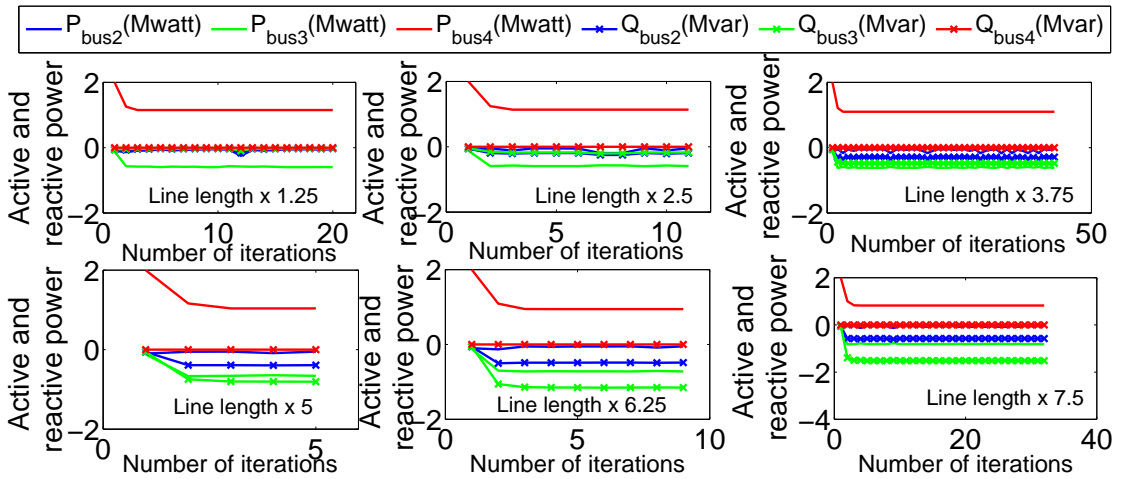 P_bus2(Mwatt) P_bus3(Mwatt) P_bus4(Mwatt) Q_bus2(Mvar) Q_bus3(Mvar) Q_bus4(Mvar)
Active and
reactive power
2
0
−2
0
10
20
Line length x 1.25
Number of iterations
Active and
reactive power
2
0
−2
0
5
10
Line length x 2.5
Number of iterations
Active and
reactive power
2
0
−2
0
50
Line length x 3.75
Number of iterations
Active and
reactive power
2
0
−2
0
5
Line length x 5
Number of iterations
Active and
reactive power
2
0
−2
0
5
10
Line length x 6.25
Number of iterations
Active and
reactive power
2
0
−2
−4
0
20
40
Line length x 7.5
Number of iterations